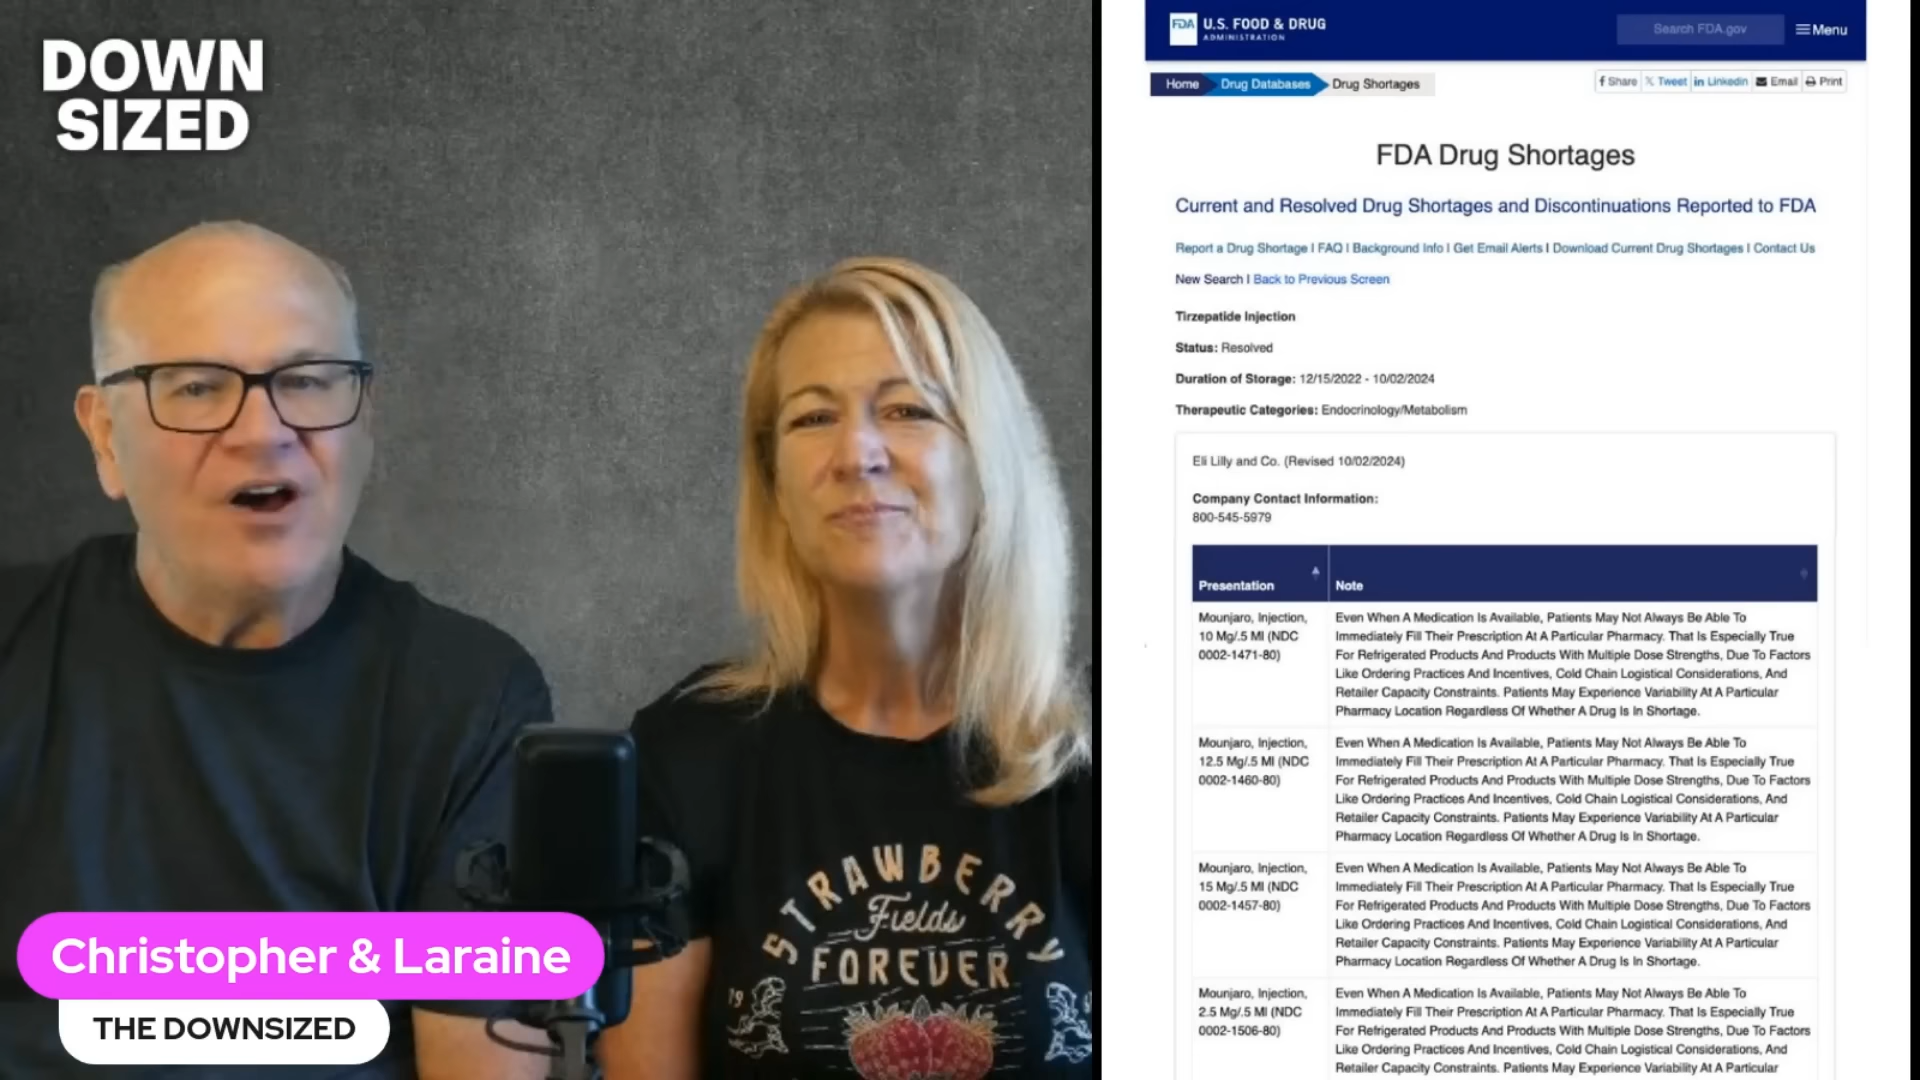 DOWN
SIZED
STRAWBERRY
Fields
FOREVER
19
Christopher & Laraine
THE DOWNSIZED
FDA U.S. FOOD & DRUG
ADMINISTRATION
Search FDA.gov
Menu
Home Drug Databases Drug Shortages
Share Tweet Linkedin Email Print
FDA Drug Shortages
Current and Resolved Drug Shortages and Discontinuations Reported to FDA
Report a Drug Shortage | FAQ | Background Info | Get Email Alerts | Download Current Drug Shortages | Contact Us
New Search | Back to Previous Screen
Tirzepatide Injection
Status: Resolved
Duration of Storage: 12/15/2022 - 10/02/2024
Therapeutic Categories: Endocrinology/Metabolism
Eli Lilly and Co. (Revised 10/02/2024)
Company Contact Information:
800-545-5979
Presentation Note
Mounjaro, Injection,
10 Mg/.5 Ml (NDC
0002-1471-80)
Even When A Medication Is Available, Patients May Not Always Be Able To
Immediately Fill Their Prescription At A Particular Pharmacy. That Is Especially True
For Refrigerated Products And Products With Multiple Dose Strengths, Due To Factors
Like Ordering Practices And Incentives, Cold Chain Logistical Considerations, And
Retailer Capacity Constraints. Patients May Experience Variability At A Particular
Pharmacy Location Regardless Of Whether A Drug Is In Shortage.
Mounjaro, Injection,
12.5 Mg/.5 Ml (NDC
0002-1460-80)
Even When A Medication Is Available, Patients May Not Always Be Able To
Immediately Fill Their Prescription At A Particular Pharmacy. That Is Especially True
For Refrigerated Products And Products With Multiple Dose Strengths, Due To Factors
Like Ordering Practices And Incentives, Cold Chain Logistical Considerations, And
Retailer Capacity Constraints. Patients May Experience Variability At A Particular
Pharmacy Location Regardless Of Whether A Drug Is In Shortage.
Mounjaro, Injection,
15 Mg/.5 Ml (NDC
0002-1457-80)
Even When A Medication Is Available, Patients May Not Always Be Able To
Immediately Fill Their Prescription At A Particular Pharmacy. That Is Especially True
For Refrigerated Products And Products With Multiple Dose Strengths, Due To Factors
Like Ordering Practices And Incentives, Cold Chain Logistical Considerations, And
Retailer Capacity Constraints. Patients May Experience Variability At A Particular
Pharmacy Location Regardless Of Whether A Drug Is In Shortage.
Mounjaro, Injection,
2.5 Mg/.5 Ml (NDC
0002-1506-80)
Even When A Medication Is Available, Patients May Not Always Be Able To
Immediately Fill Their Prescription At A Particular Pharmacy. That Is Especially True
For Refrigerated Products And Products With Multiple Dose Strengths, Due To Factors
Like Ordering Practices And Incentives, Cold Chain Logistical Considerations, And
Retailer Capacity Constraints. Patients May Experience Variability At A Particular